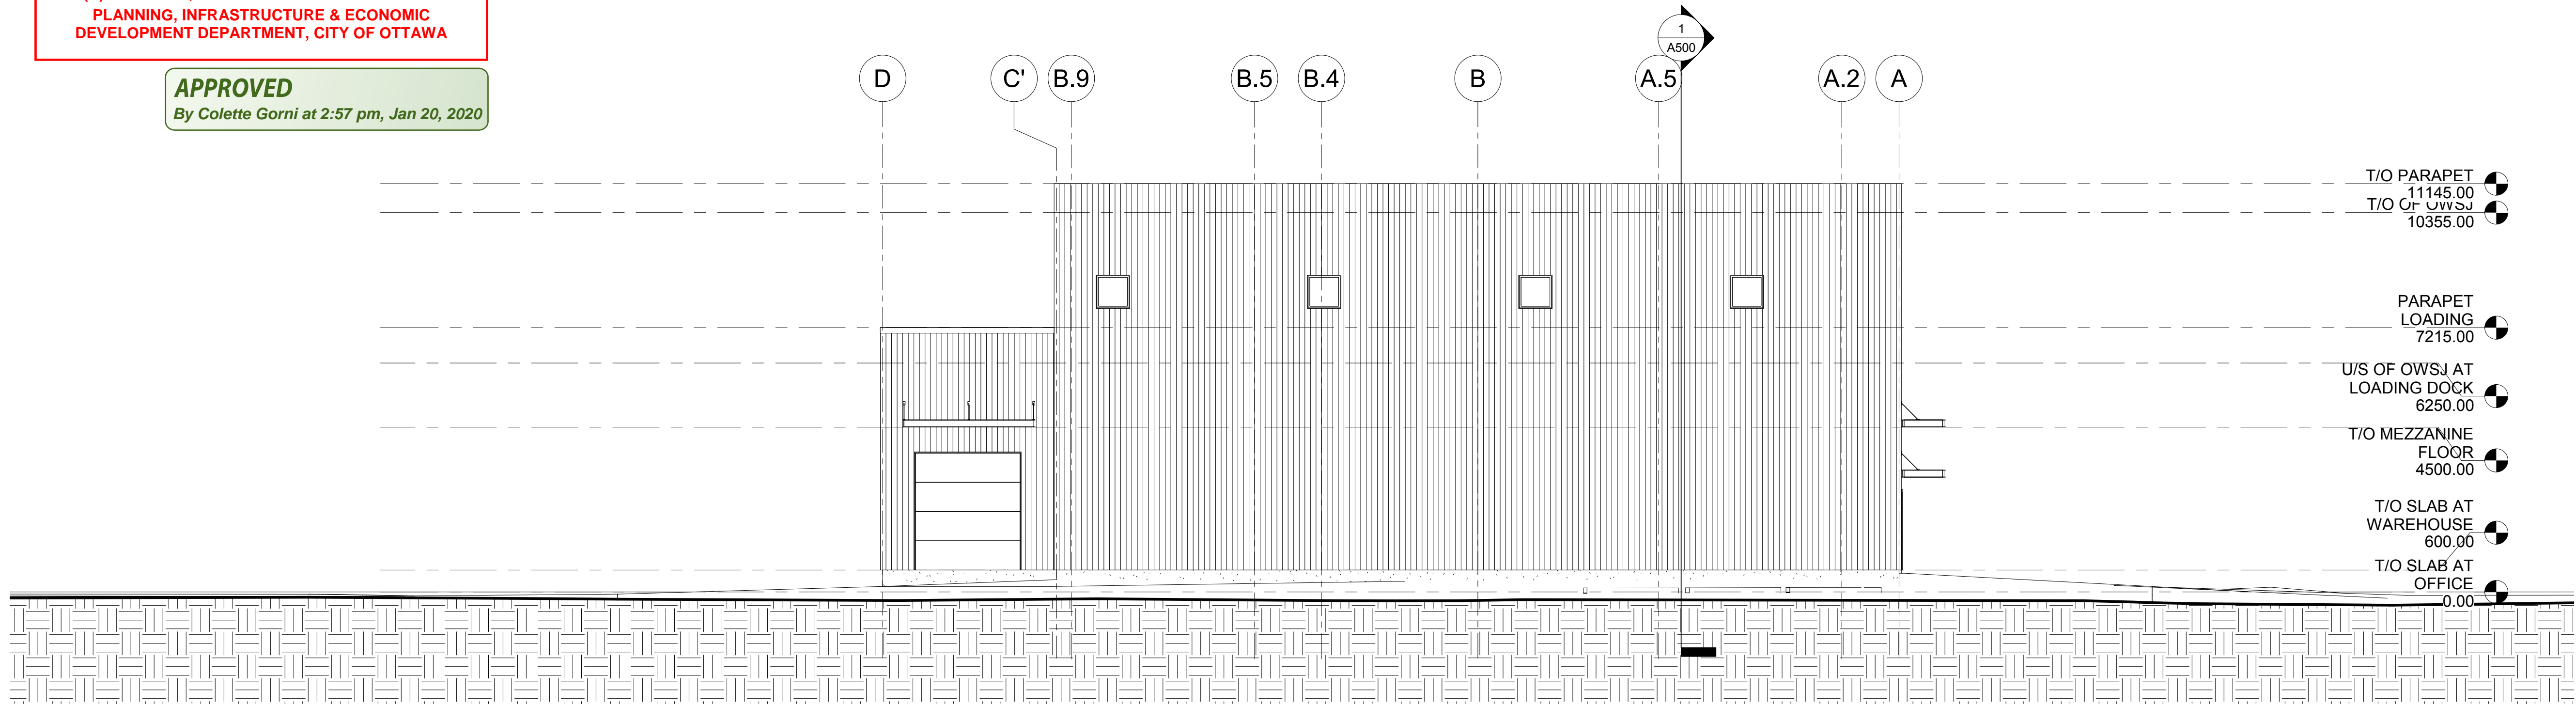 PLANNING, INFRASTRUCTURE & ECONOMIC
DEVELOPMENT DEPARTMENT, CITY OF OTTAWA
APPROVED
By Colette Gorni at 2:57 pm, Jan 20, 2020
1
A500
D
C'
B.9
B.5
B.4
B
A.5
A.2
A
T/O PARAPET
11145.00
T/O OF OWSJ
10355.00
PARAPET
LOADING
7215.00
U/S OF OWSJ AT
LOADING DOCK
6250.00
T/O MEZZANINE
FLOOR
4500.00
T/O SLAB AT
WAREHOUSE
600.00
T/O SLAB AT
OFFICE
0.00